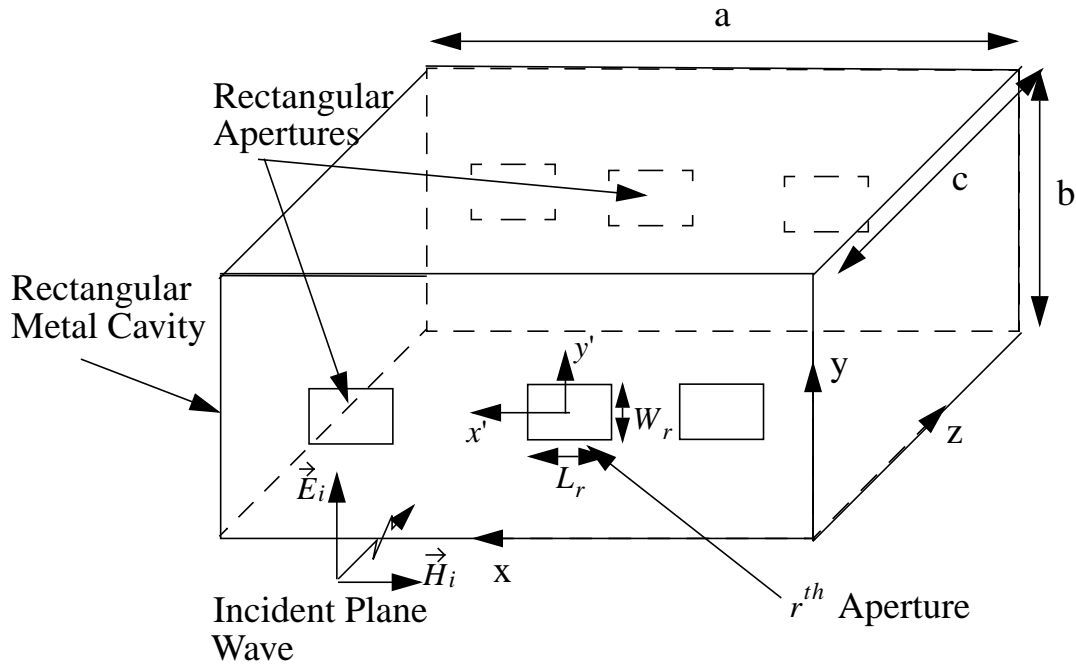 a
Rectangular
Apertures
c
b
Rectangular
Metal Cavity
y'
y
x'
W_r
z
L_r
E_i
x
H_i
r^th Aperture
Incident Plane
Wave